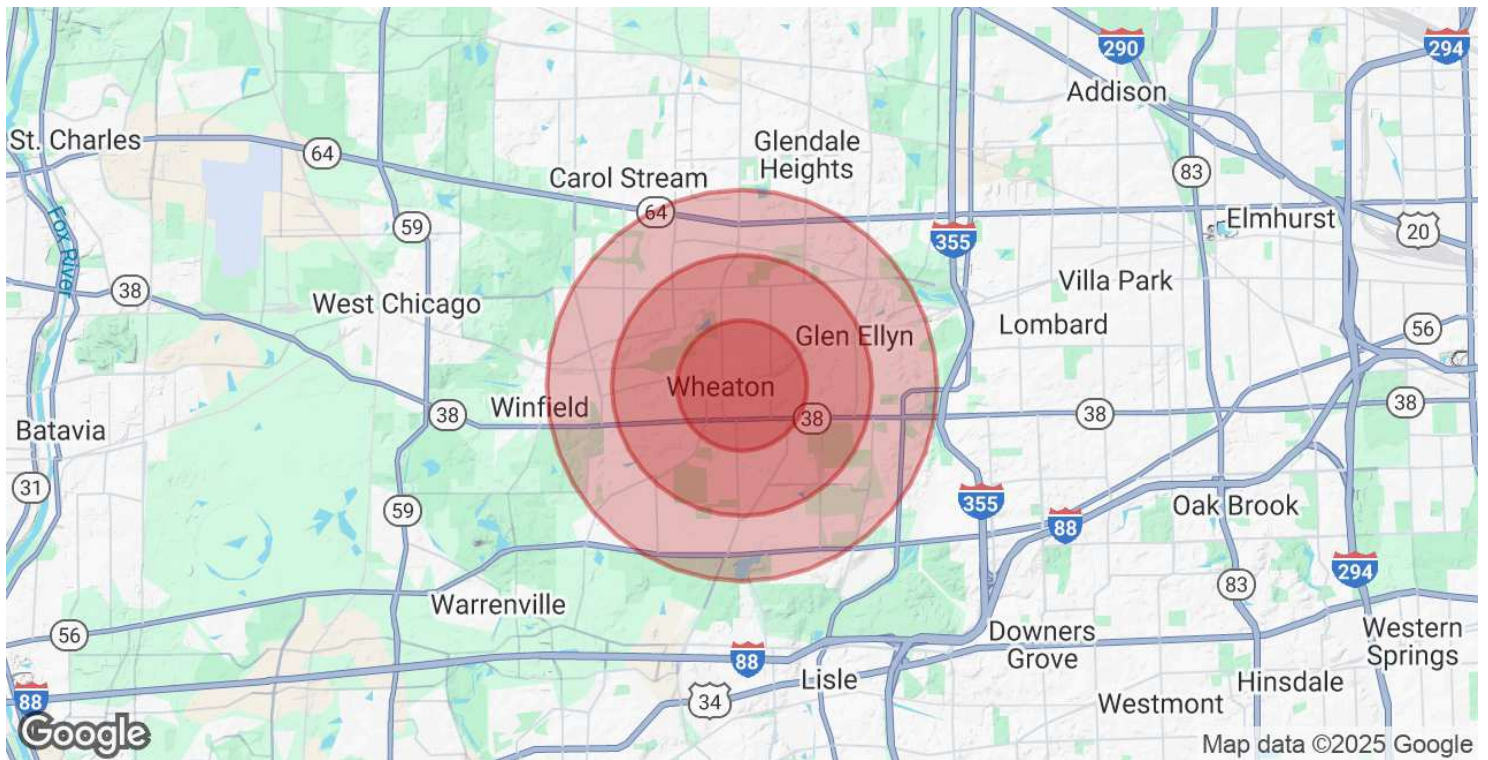 290
294
Addison
St. Charles
64
Glendale
Heights
Carol Stream
83
64
59
Elmhurst
20
355
Fox River
Villa Park
38
West Chicago
Lombard
56
Glen Ellyn
Wheaton
Winfield
38
38
38
38
Batavia
31
59
355
Oak Brook
88
294
83
Warrenville
56
Downers
Grove
Western
Springs
88
Lisle
Hinsdale
88
34
Westmont
Google
Map data ©2025 Google